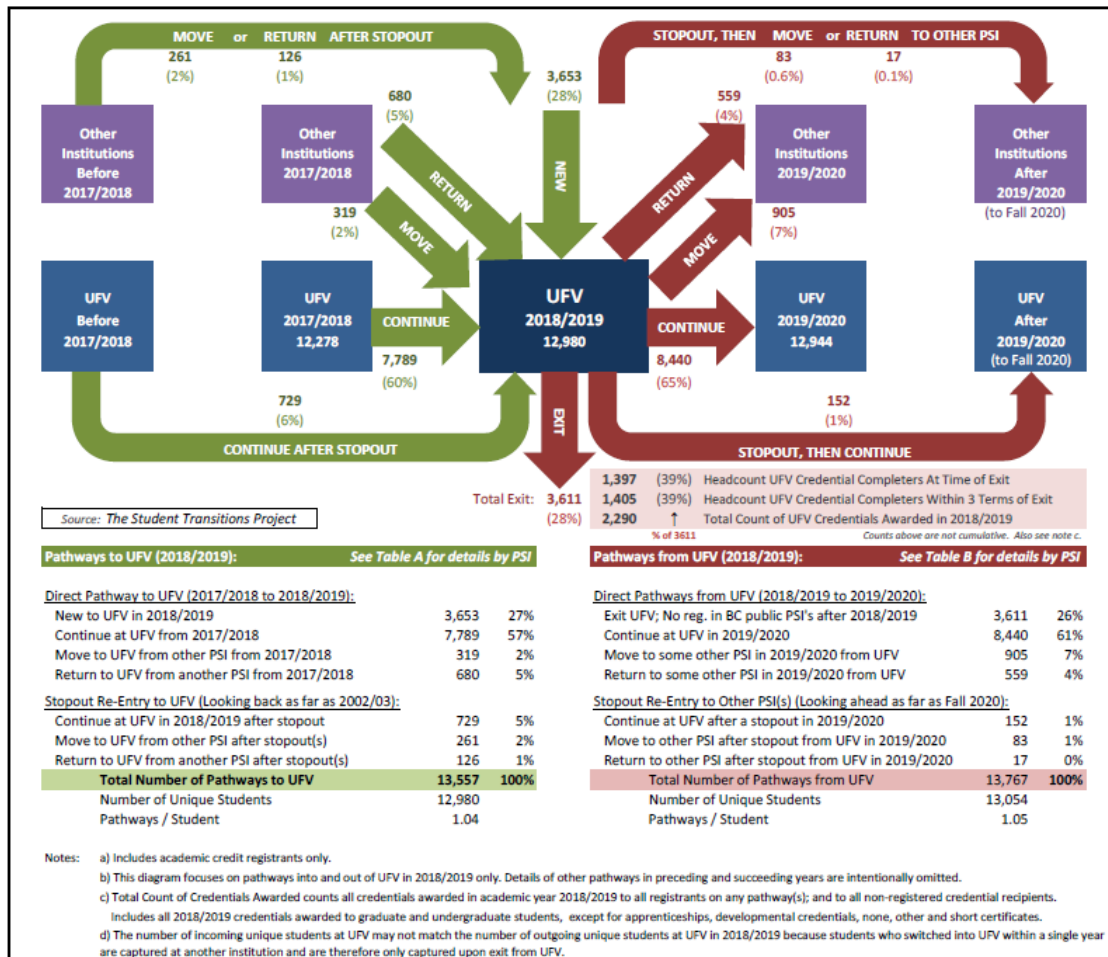 MOVE or RETURN AFTER STOPOUT
261 126
(2%) (1%)
STOPOUT, THEN MOVE or RETURN TO OTHER PSI
83 17
(0.6%) (0.1%)
3,653
(28%)
680
(5%)
559
(4%)
Other
Institutions
Before
2017/2018
Other
Institutions
2017/2018
Other
Institutions
2019/2020
Other
Institutions
After
2019/2020
(to Fall 2020)
NEW
RETURN
MOVE
319
(2%)
RETURN
MOVE
905
(7%)
UFV
Before
2017/2018
UFV
2017/2018
12,278
CONTINUE
7,789
(60%)
UFV
2018/2019
12,980
CONTINUE
8,440
(65%)
UFV
2019/2020
12,944
UFV
After
2019/2020
(to Fall 2020)
729
(6%)
CONTINUE AFTER STOPOUT
EXIT
152
(1%)
STOPOUT, THEN CONTINUE
Total Exit: 3,611
(28%)
1,397 (39%) Headcount UFV Credential Completers At Time of Exit
1,405 (39%) Headcount UFV Credential Completers Within 3 Terms of Exit
2,290 ↑ Total Count of UFV Credentials Awarded in 2018/2019
% of 3611 Counts above are not cumulative. Also see note c.
Source: The Student Transitions Project
Pathways to UFV (2018/2019): See Table A for details by PSI
Direct Pathway to UFV (2017/2018 to 2018/2019):
New to UFV in 2018/2019 3,653 27%
Continue at UFV from 2017/2018 7,789 57%
Move to UFV from other PSI from 2017/2018 319 2%
Return to UFV from another PSI from 2017/2018 680 5%
Stopout Re-Entry to UFV (Looking back as far as 2002/03):
Continue at UFV in 2018/2019 after stopout 729 5%
Move to UFV from other PSI after stopout(s) 261 2%
Return to UFV from another PSI after stopout(s) 126 1%
Total Number of Pathways to UFV 13,557 100%
Number of Unique Students 12,980
Pathways / Student 1.04
Pathways from UFV (2018/2019): See Table B for details by PSI
Direct Pathways from UFV (2018/2019 to 2019/2020):
Exit UFV; No reg. in BC public PSI's after 2018/2019 3,611 26%
Continue at UFV in 2019/2020 8,440 61%
Move to some other PSI in 2019/2020 from UFV 905 7%
Return to some other PSI in 2019/2020 from UFV 559 4%
Stopout Re-Entry to Other PSI(s) (Looking ahead as far as Fall 2020):
Continue at UFV after a stopout in 2019/2020 152 1%
Move to other PSI after stopout from UFV in 2019/2020 83 1%
Return to other PSI after stopout from UFV in 2019/2020 17 0%
Total Number of Pathways from UFV 13,767 100%
Number of Unique Students 13,054
Pathways / Student 1.05
Notes: a) Includes academic credit registrants only.
b) This diagram focuses on pathways into and out of UFV in 2018/2019 only. Details of other pathways in preceding and succeeding years are intentionally omitted.
c) Total Count of Credentials Awarded counts all credentials awarded in academic year 2018/2019 to all registrants on any pathway(s); and to all non-registered credential recipients.
Includes all 2018/2019 credentials awarded to graduate and undergraduate students, except for apprenticeships, developmental credentials, none, other and short certificates.
d) The number of incoming unique students at UFV may not match the number of outgoing unique students at UFV in 2018/2019 because students who switched into UFV within a single year
are captured at another institution and are therefore only captured upon exit from UFV.